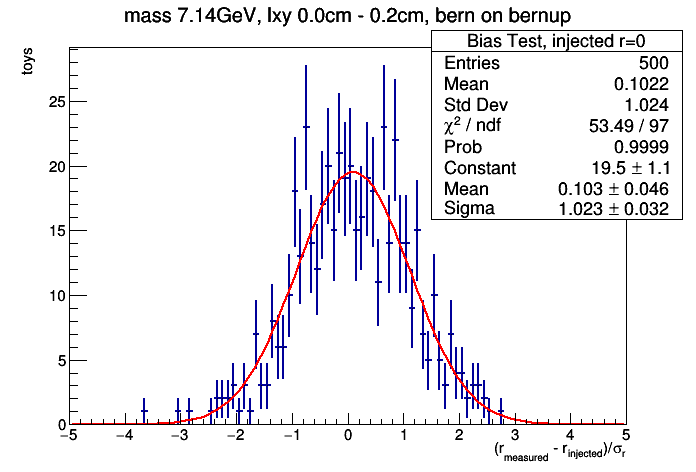 mass 7.14GeV, lxy 0.0cm - 0.2cm, bern on bernup
Bias Test, injected r=0
Entries 500
Mean 0.1022
Std Dev 1.024
χ² / ndf 53.49 / 97
Prob 0.9999
Constant 19.5 ± 1.1
Mean 0.103 ± 0.046
Sigma 1.023 ± 0.032
toys
25
20
15
10
5
0
−5 −4 −3 −2 −1 0 1 2 3 4 5
(r_measured - r_injected)/σ_r